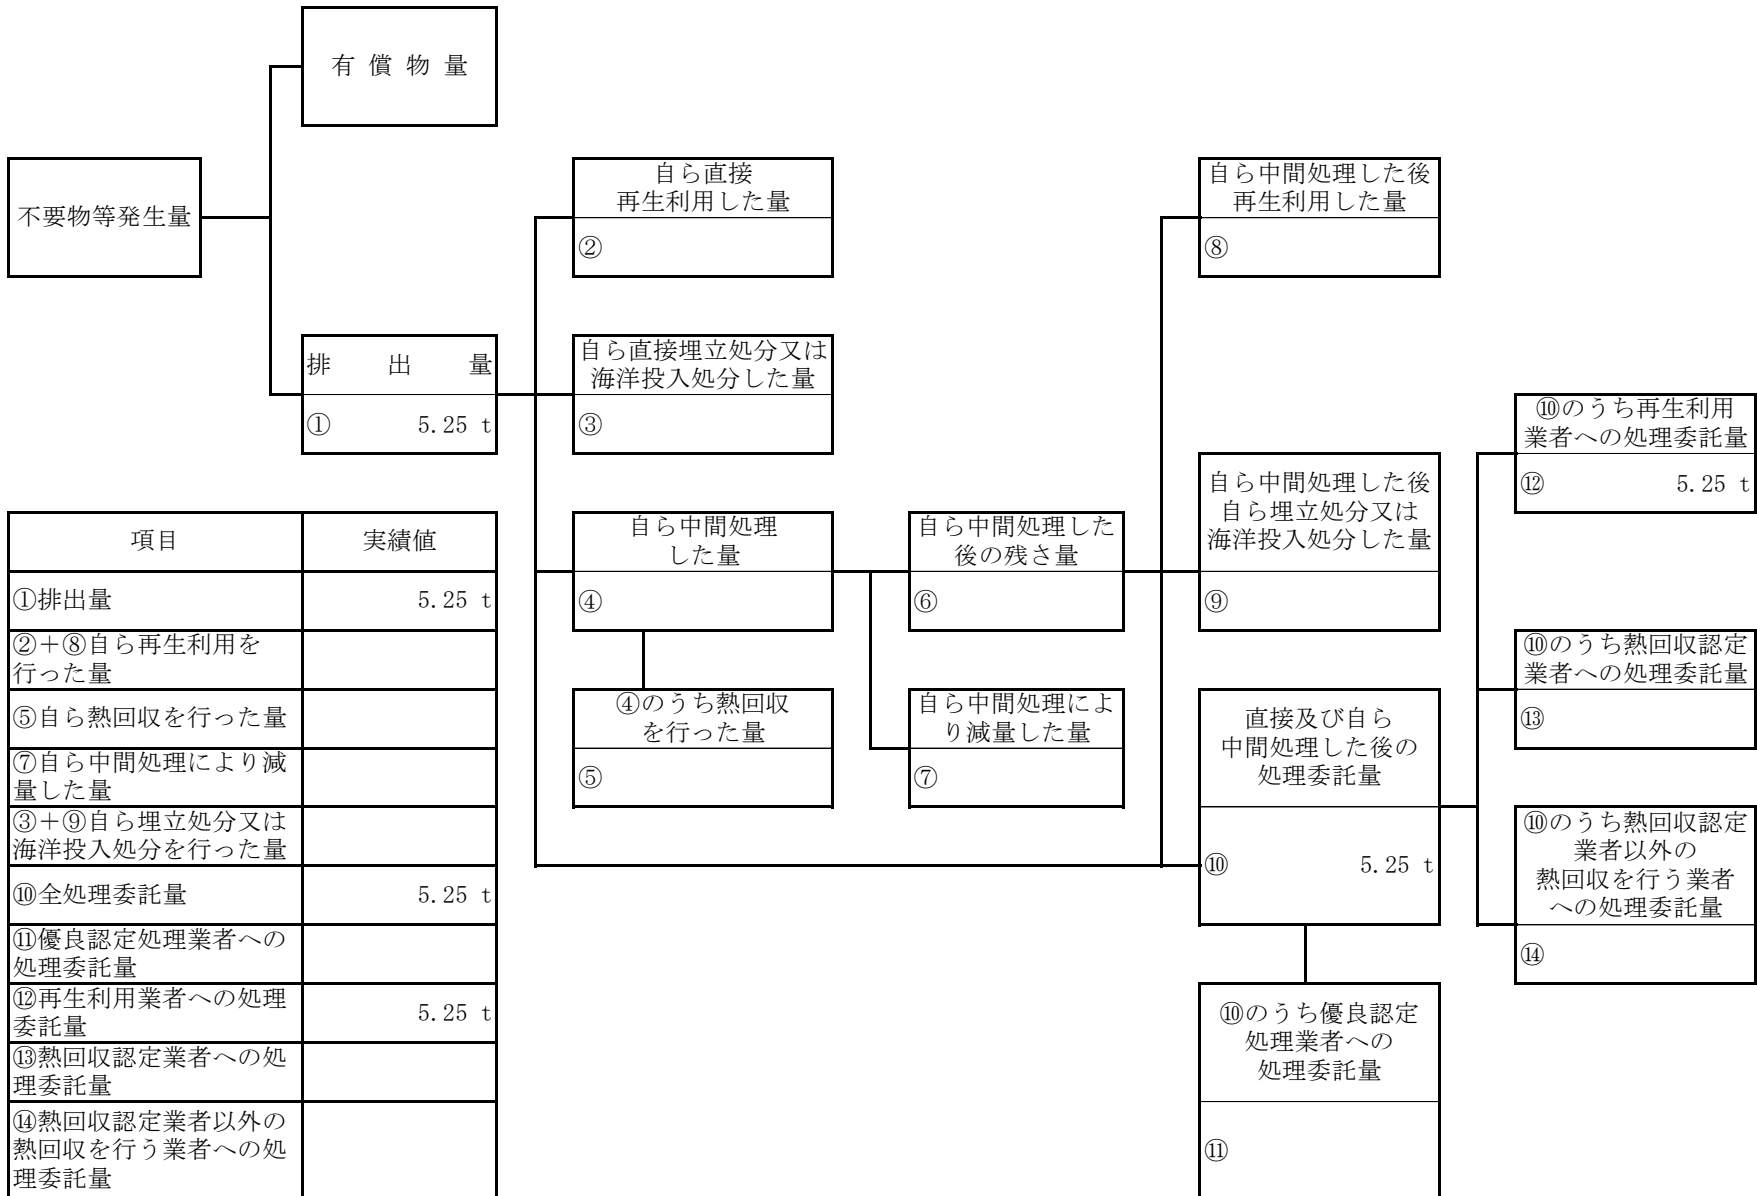 有 償 物 量
不要物等発生量
自ら直接
再生利用した量
②
自ら中間処理した後
再生利用した量
⑧
排 出 量
① 5.25 t
自ら直接埋立処分又は
海洋投入処分した量
③
⑩のうち再生利用
業者への処理委託量
⑫ 5.25 t
自ら中間処理した後
自ら埋立処分又は
海洋投入処分した量
⑨
自ら中間処理
した量
④
自ら中間処理した
後の残さ量
⑥
⑩のうち熱回収認定
業者への処理委託量
⑬
④のうち熱回収
を行った量
⑤
自ら中間処理によ
り減量した量
⑦
直接及び自ら
中間処理した後の
処理委託量
⑩ 5.25 t
⑩のうち熱回収認定
業者以外の
熱回収を行う業者
への処理委託量
⑭
⑩のうち優良認定
処理業者への
処理委託量
⑪
項目 実績値
①排出量 5.25 t
②＋⑧自ら再生利用を
行った量
⑤自ら熱回収を行った量
⑦自ら中間処理により減
量した量
③＋⑨自ら埋立処分又は
海洋投入処分を行った量
⑩全処理委託量 5.25 t
⑪優良認定処理業者への
処理委託量
⑫再生利用業者への処理
委託量 5.25 t
⑬熱回収認定業者への処
理委託量
⑭熱回収認定業者以外の
熱回収を行う業者への処
理委託量